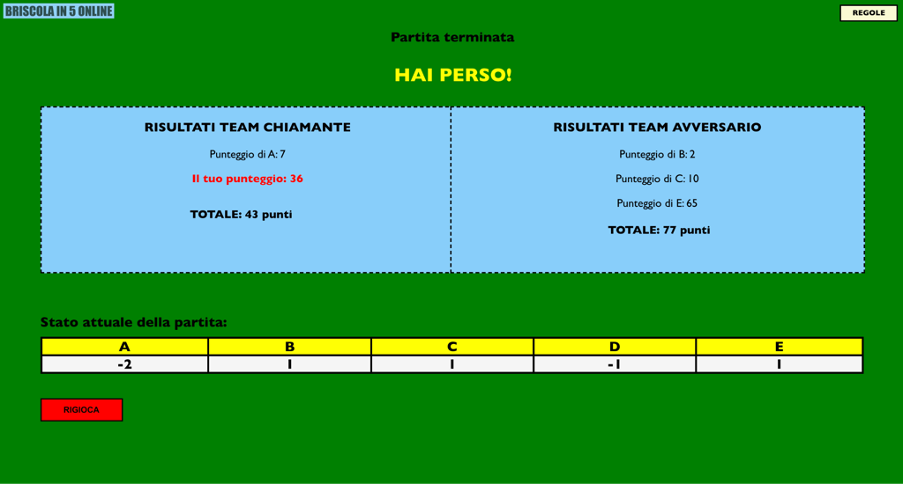 BRISCOLA IN 5 ONLINE
REGOLE
Partita terminata
HAI PERSO!
RISULTATI TEAM CHIAMANTE
Punteggio di A: 7
Il tuo punteggio: 36
TOTALE: 43 punti
RISULTATI TEAM AVVERSARIO
Punteggio di B: 2
Punteggio di C: 10
Punteggio di E: 65
TOTALE: 77 punti
Stato attuale della partita:
A B C D E
-2 1 1 -1 1
RIGIOCA